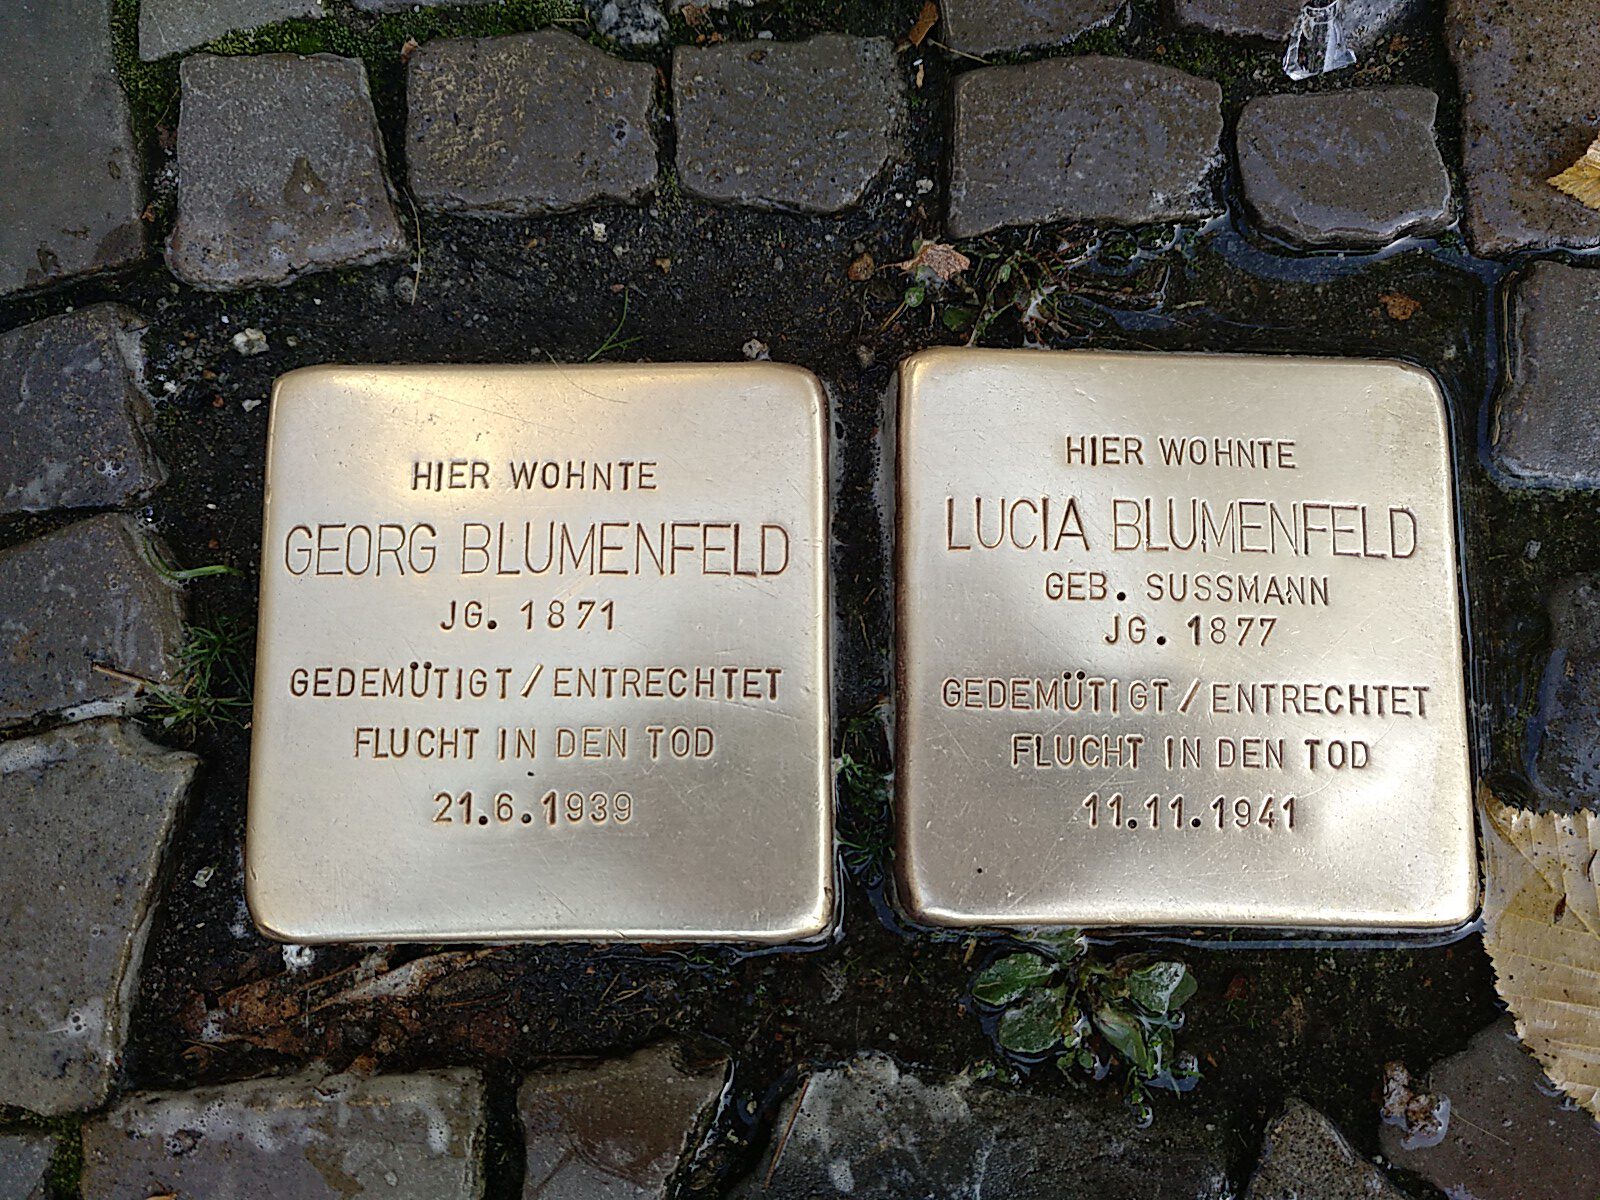 HIER WOHNTE
GEORG BLUMENFELD
JG. 1871
GEDEMÜTIGT / ENTRECHTET
FLUCHT IN DEN TOD
21.6.1939
HIER WOHNTE
LUCIA BLUMENFELD
GEB. SUSSMANN
JG. 1877
GEDEMÜTIGT / ENTRECHTET
FLUCHT IN DEN TOD
11.11.1941